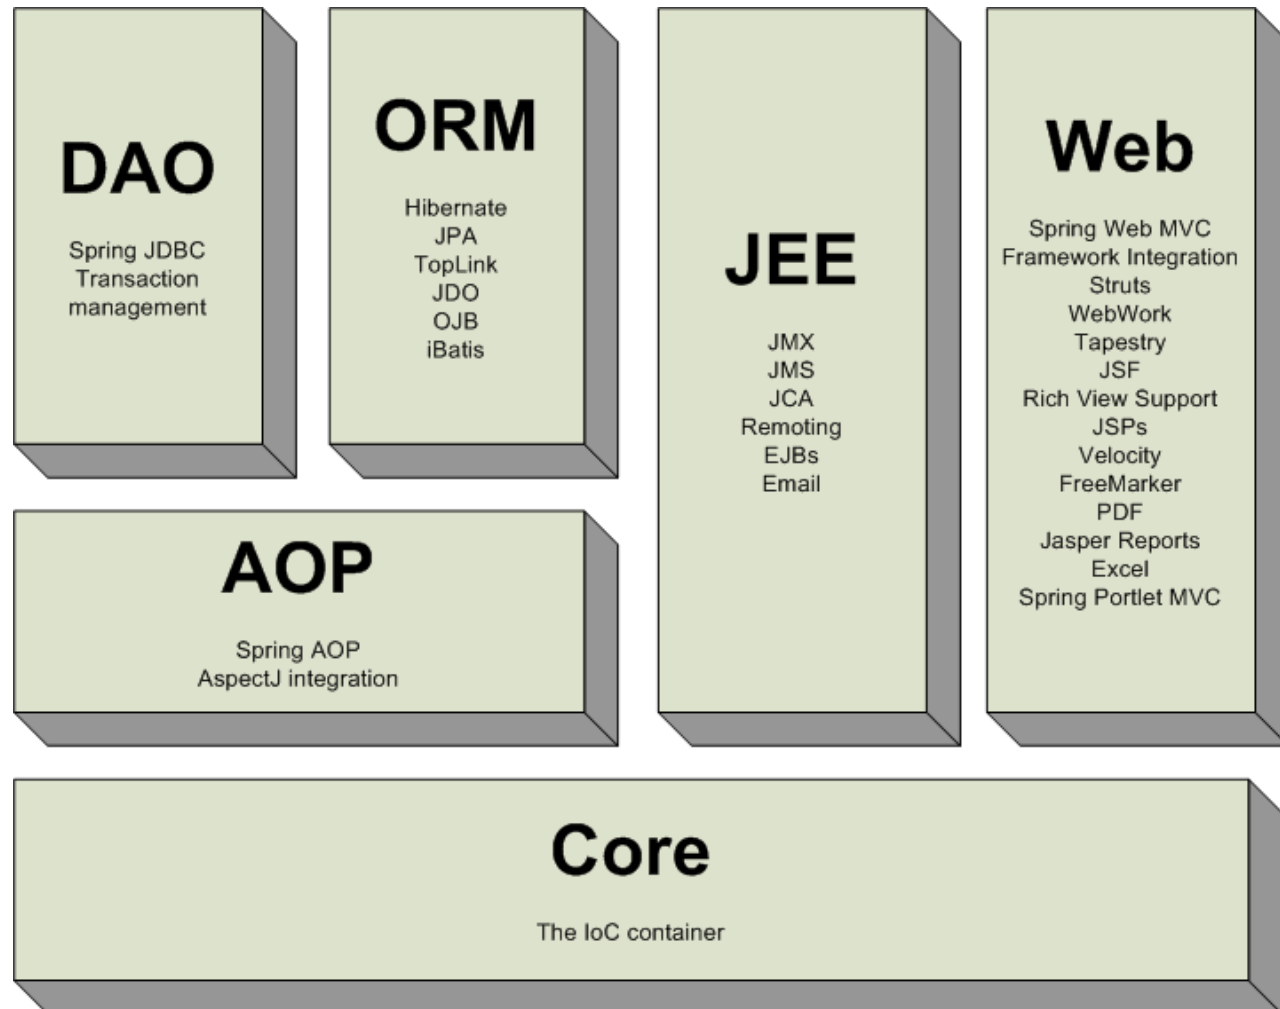 DAO
Spring JDBC
Transaction
management
ORM
Hibernate
JPA
TopLink
JDO
OJB
iBatis
JEE
JMX
JMS
JCA
Remoting
EJBs
Email
Web
Spring Web MVC
Framework Integration
Struts
WebWork
Tapestry
JSF
Rich View Support
JSPs
Velocity
FreeMarker
PDF
Jasper Reports
Excel
Spring Portlet MVC
AOP
Spring AOP
AspectJ integration
Core
The IoC container